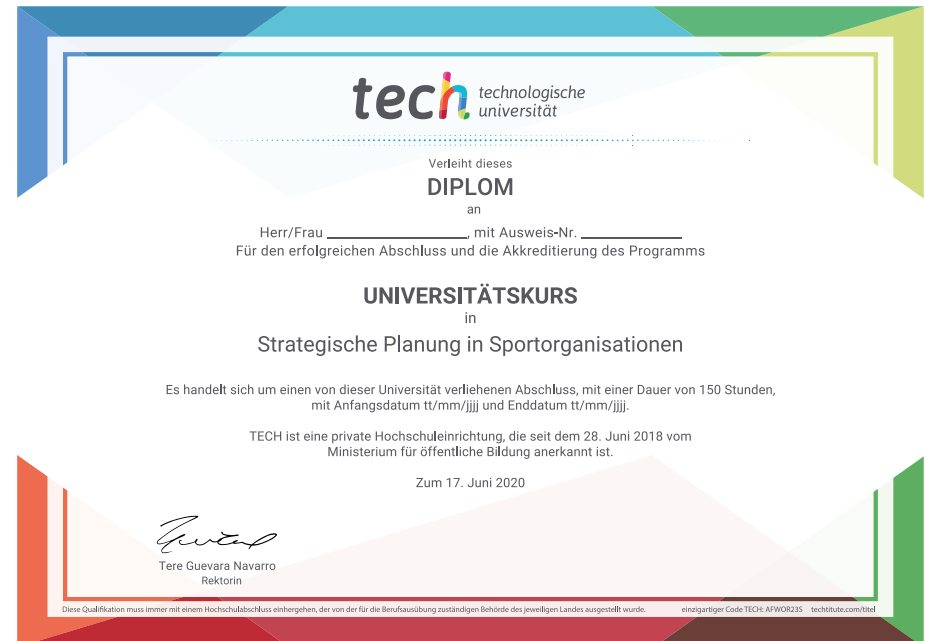 tech technologische
universität
Verleiht dieses
DIPLOM
an
Herr/Frau ____________, mit Ausweis-Nr. ____________
Für den erfolgreichen Abschluss und die Akkreditierung des Programms
UNIVERSITÄTSKURS
in
Strategische Planung in Sportorganisationen
Es handelt sich um einen von dieser Universität verliehenen Abschluss, mit einer Dauer von 150 Stunden,
mit Anfangsdatum tt/mm/jjjj und Enddatum tt/mm/jjjj.
TECH ist eine private Hochschuleinrichtung, die seit dem 28. Juni 2018 vom
Ministerium für öffentliche Bildung anerkannt ist.
Zum 17. Juni 2020
Tere Guevara Navarro
Rektorin
Diese Qualifikation muss immer mit einem Hochschulabschluss einhergehen, der von der für die Berufsausübung zuständigen Behörde des jeweiligen Landes ausgestellt wurde. einzigartiger Code TECH: AFWOR23S techtitute.com/titel